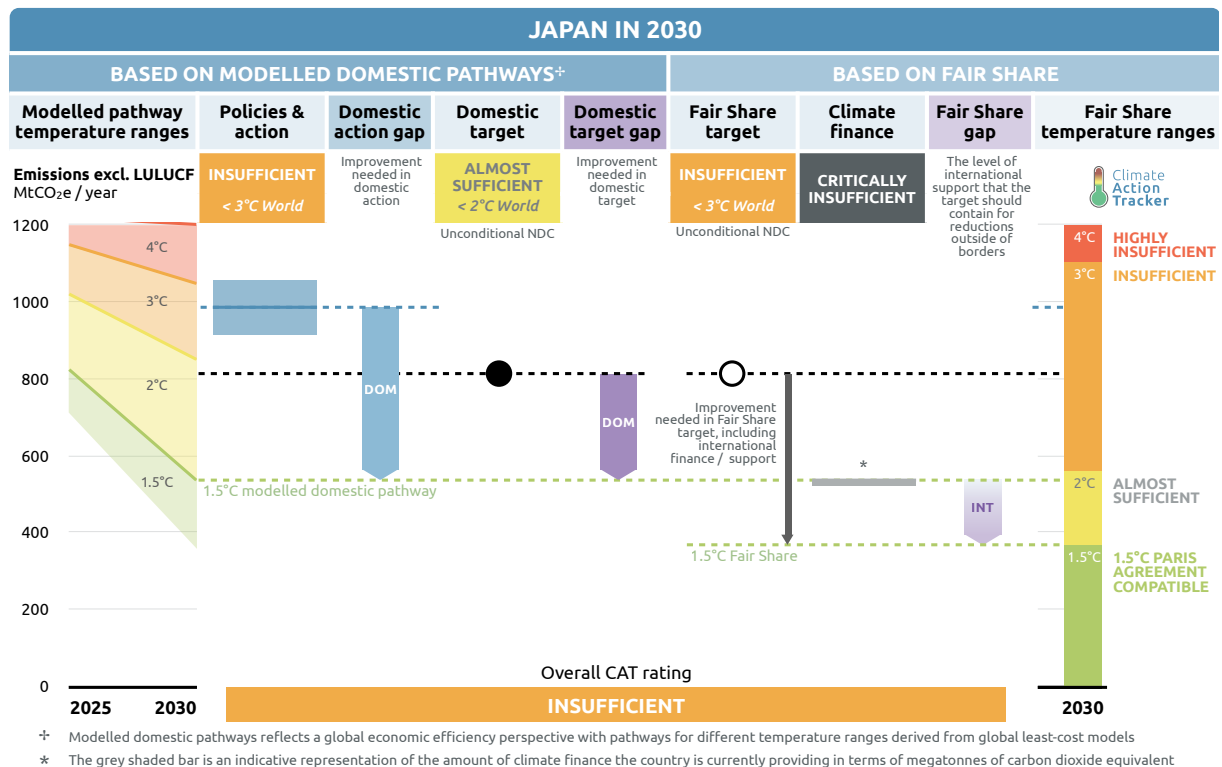 JAPAN IN 2030
BASED ON MODELLED DOMESTIC PATHWAYS✢
BASED ON FAIR SHARE
Modelled pathway
temperature ranges
Policies &
action
Domestic
action gap
Domestic
target
Domestic
target gap
Fair Share
target
Climate
finance
Fair Share
gap
Fair Share
temperature ranges
Emissions excl. LULUCF
MtCO₂e / year
INSUFFICIENT
< 3°C World
Improvement
needed in
domestic
action
ALMOST
SUFFICIENT
< 2°C World
Unconditional NDC
Improvement
needed in
domestic
target
INSUFFICIENT
< 3°C World
Unconditional NDC
CRITICALLY
INSUFFICIENT
The level of
international
support that the
target should
contain for
reductions
outside of
borders
Climate
Action
Tracker
1200
1000
800
600
400
200
0
4°C
3°C
2°C
1.5°C
2025
2030
DOM
DOM
1.5°C modelled domestic pathway
Improvement
needed in Fair Share
target, including
international
finance / support
*
INT
1.5°C Fair Share
4°C
HIGHLY
INSUFFICIENT
3°C
INSUFFICIENT
2°C
ALMOST
SUFFICIENT
1.5°C
1.5°C PARIS
AGREEMENT
COMPATIBLE
2030
Overall CAT rating
INSUFFICIENT
✢ Modelled domestic pathways reflects a global economic efficiency perspective with pathways for different temperature ranges derived from global least-cost models
* The grey shaded bar is an indicative representation of the amount of climate finance the country is currently providing in terms of megatonnes of carbon dioxide equivalent